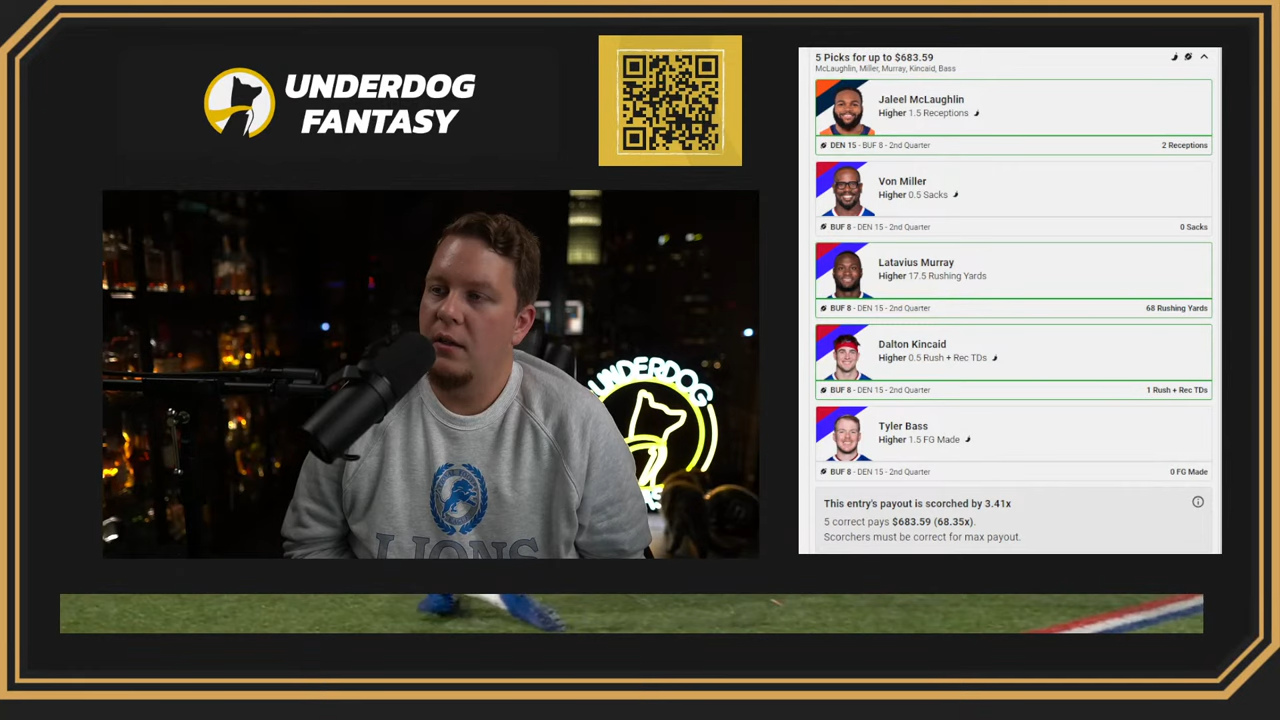 UNDERDOG
FANTASY
5 Picks for up to $683.59
McLaughlin, Miller, Murray, Kincaid, Bass
Jaleel McLaughlin
Higher 1.5 Receptions
DEN 15 - BUF 8 - 2nd Quarter
2 Receptions
Von Miller
Higher 0.5 Sacks
BUF 8 - DEN 15 - 2nd Quarter
0 Sacks
Latavius Murray
Higher 17.5 Rushing Yards
BUF 8 - DEN 15 - 2nd Quarter
68 Rushing Yards
Dalton Kincaid
Higher 0.5 Rush + Rec TDs
BUF 8 - DEN 15 - 2nd Quarter
1 Rush + Rec TDs
Tyler Bass
Higher 1.5 FG Made
BUF 8 - DEN 15 - 2nd Quarter
0 FG Made
This entry's payout is scorched by 3.41x
5 correct pays $683.59 (68.35x).
Scorchers must be correct for max payout.
UNDERDOG
LIONS